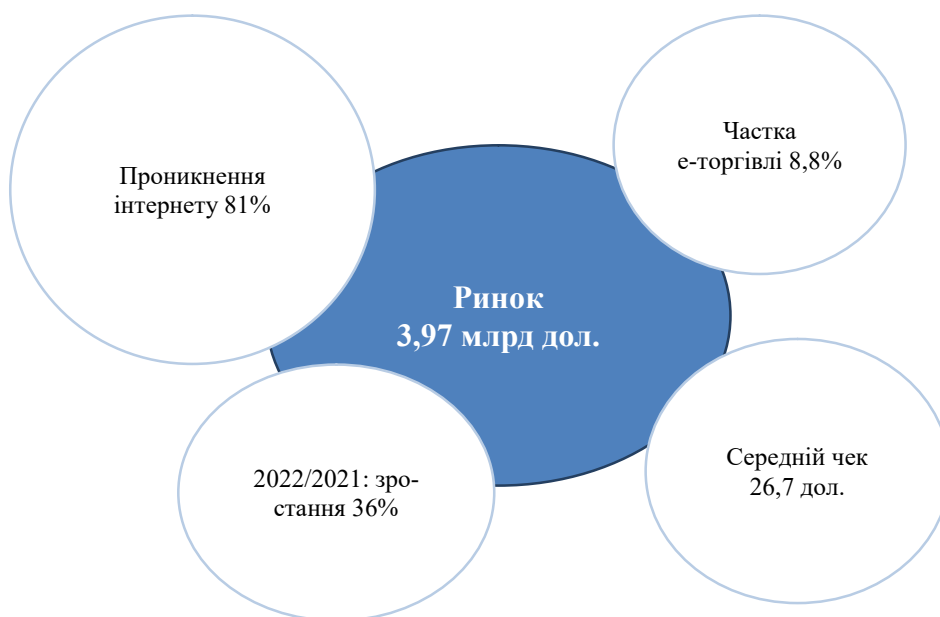 Проникнення
інтернету 81%
Частка
е-торгівлі 8,8%
Ринок
3,97 млрд дол.
2022/2021: зро-
стання 36%
Середній чек
26,7 дол.